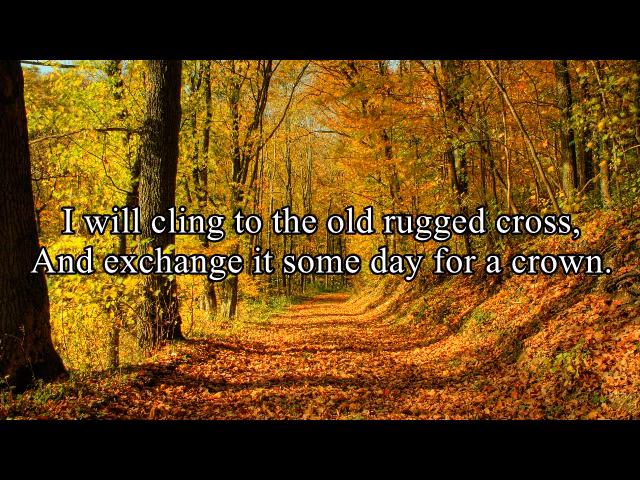 I will cling to the old rugged cross,
And exchange it some day for a crown.